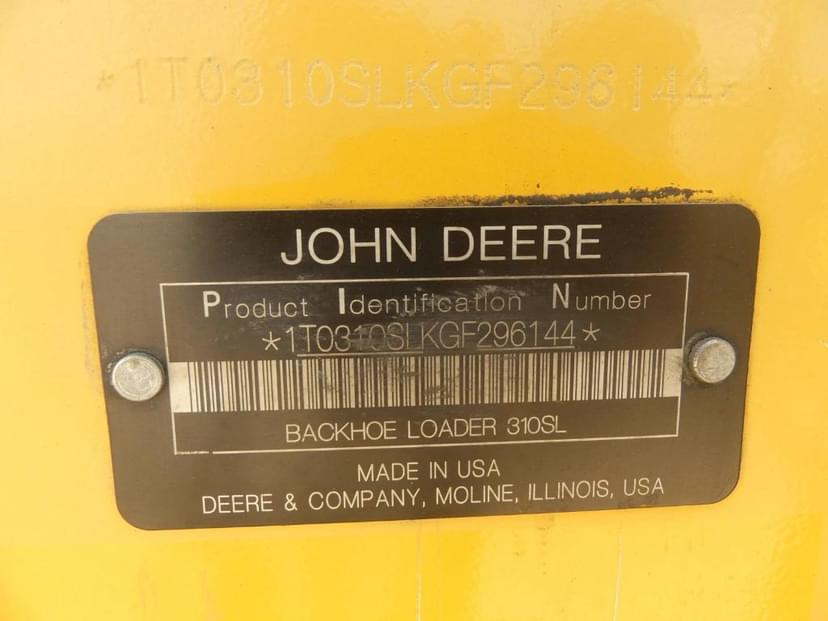 *1T0310SLKGF296144*
JOHN DEERE
Product Identification Number
*1T0310SLKGF296144*
BACKHOE LOADER 310SL
MADE IN USA
DEERE & COMPANY, MOLINE, ILLINOIS, USA